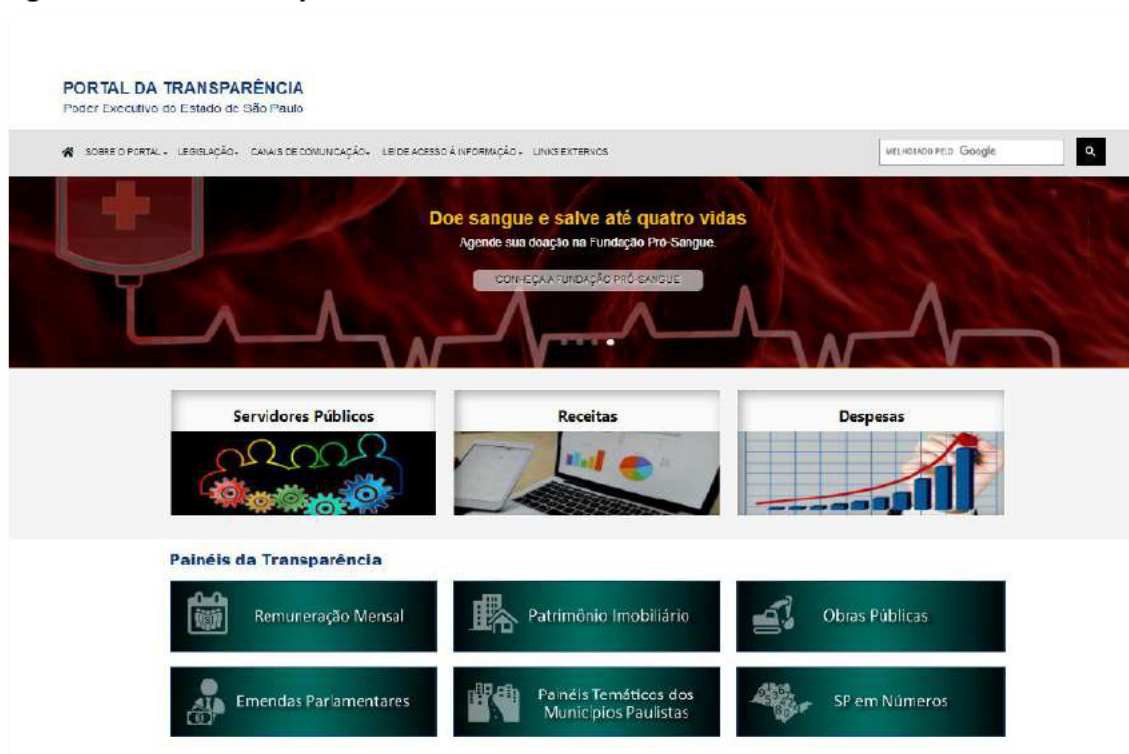 PORTAL DA TRANSPARÊNCIA
Poder Executivo do Estado de São Paulo
SOBRE O PORTAL LEGISLAÇÃO CANAIS DE COMUNICAÇÃO LEI DE ACESSO À INFORMAÇÃO LINKS EXTERNOS
MELHORADO PELO Google
Doe sangue e salve até quatro vidas
Agende sua doação na Fundação Pró-Sangue.
CONHEÇA A FUNDAÇÃO PRÓ-SANGUE
Servidores Públicos
Receitas
Despesas
Painéis da Transparência
Remuneração Mensal
Patrimônio Imobiliário
Obras Públicas
Emendas Parlamentares
Painéis Temáticos dos
Municípios Paulistas
SP em Números